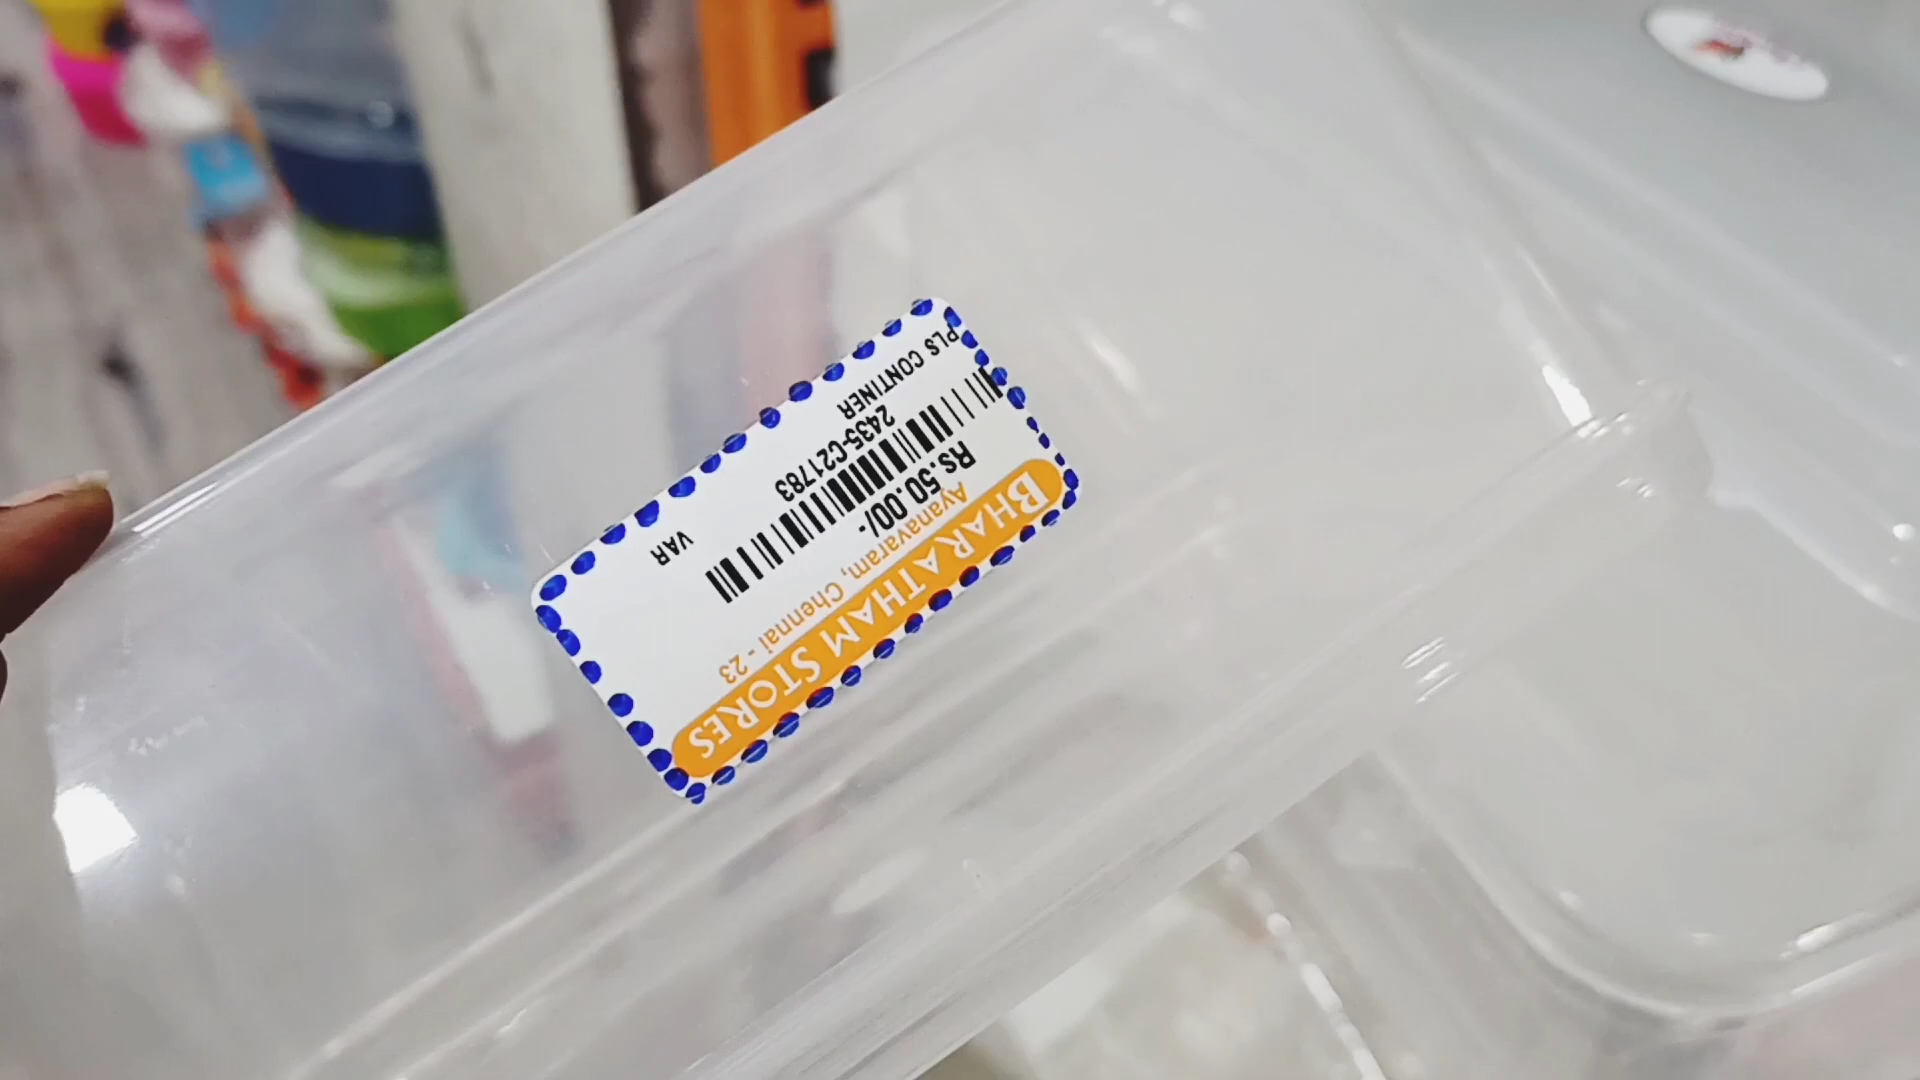 BHARATHAM STORES
Ayanavaram, Chennai - 23
Rs.50.00/-
2435-C21783
PLS CONTINER
VAR